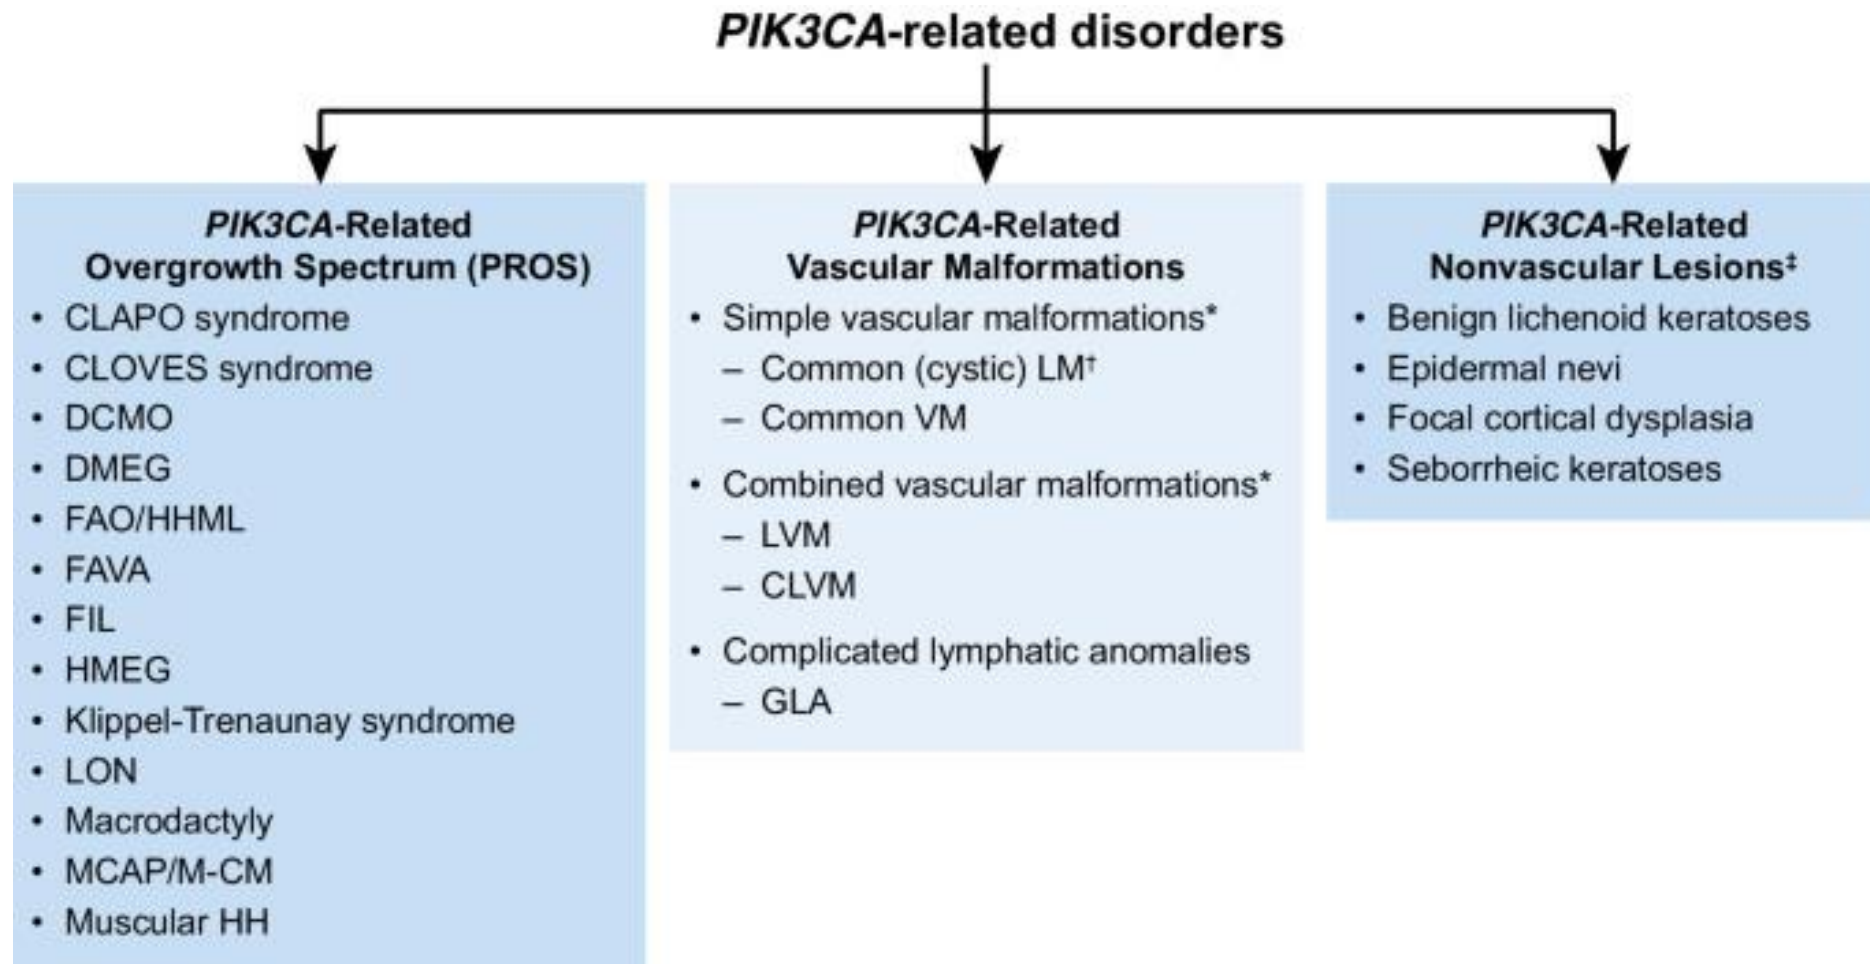 PIK3CA-related disorders
PIK3CA-Related
Overgrowth Spectrum (PROS)
• CLAPO syndrome
• CLOVES syndrome
• DCMO
• DMEG
• FAO/HHML
• FAVA
• FIL
• HMEG
• Klippel-Trenaunay syndrome
• LON
• Macrodactyly
• MCAP/M-CM
• Muscular HH
PIK3CA-Related
Vascular Malformations
• Simple vascular malformations*
– Common (cystic) LM†
– Common VM
• Combined vascular malformations*
– LVM
– CLVM
• Complicated lymphatic anomalies
– GLA
PIK3CA-Related
Nonvascular Lesions‡
• Benign lichenoid keratoses
• Epidermal nevi
• Focal cortical dysplasia
• Seborrheic keratoses